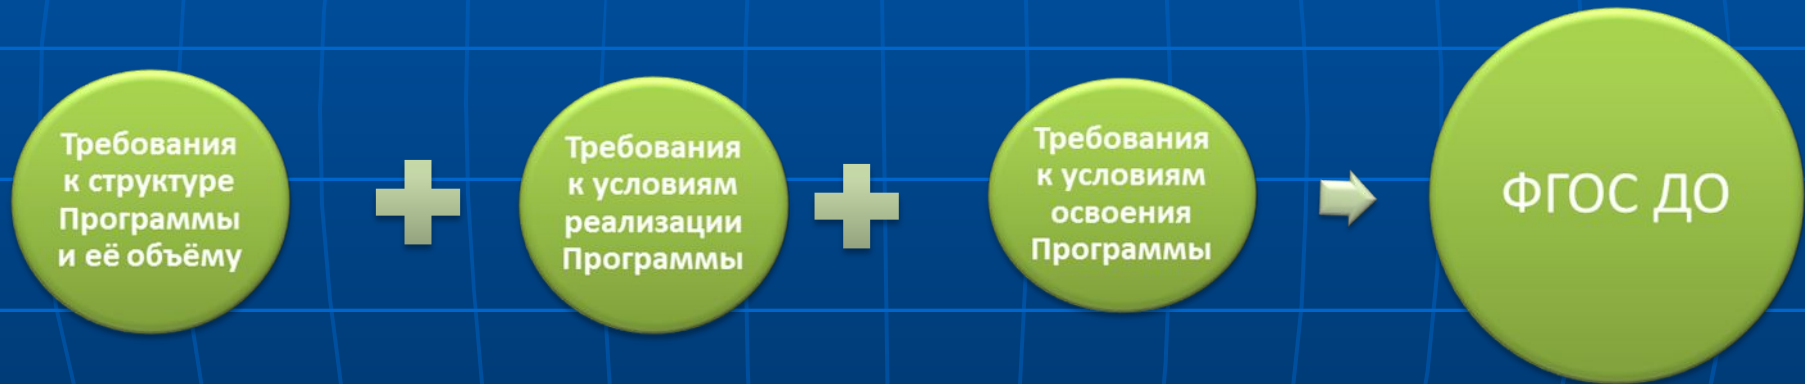 Требования
к структуре
Программы
и её объёму
Требования
к условиям
реализации
Программы
Требования
к условиям
освоения
Программы
ФГОС ДО